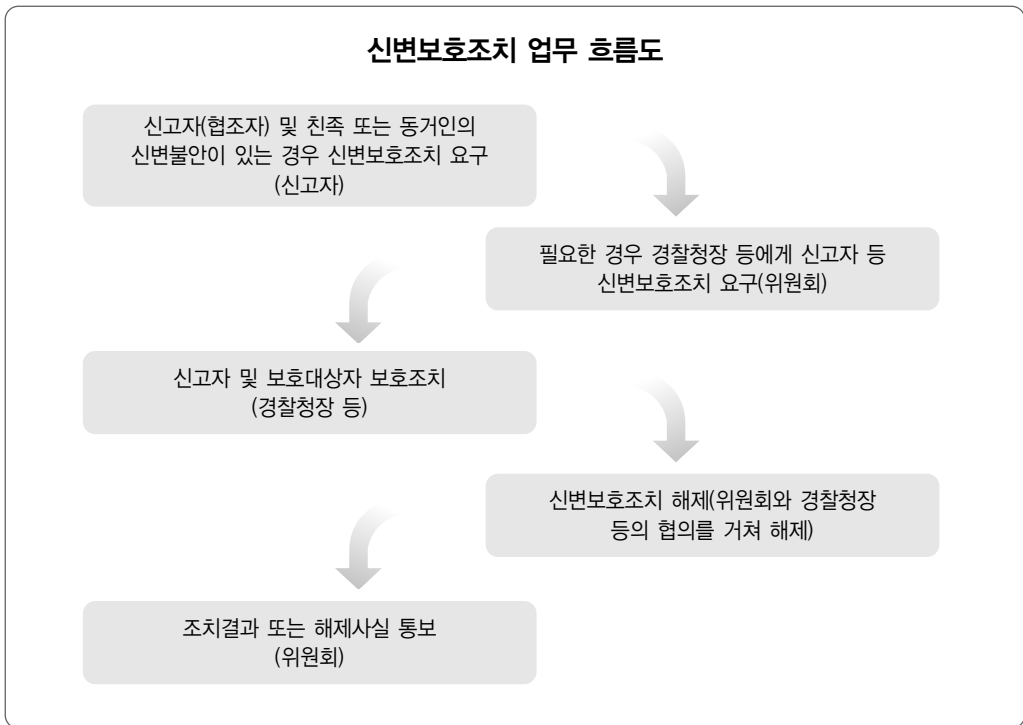 신변보호조치 업무 흐름도
신고자(협조자) 및 친족 또는 동거인의
신변불안이 있는 경우 신변보호조치 요구
(신고자)
필요한 경우 경찰청장 등에게 신고자 등
신변보호조치 요구(위원회)
신고자 및 보호대상자 보호조치
(경찰청장 등)
신변보호조치 해제(위원회와 경찰청장
등의 협의를 거쳐 해제)
조치결과 또는 해제사실 통보
(위원회)